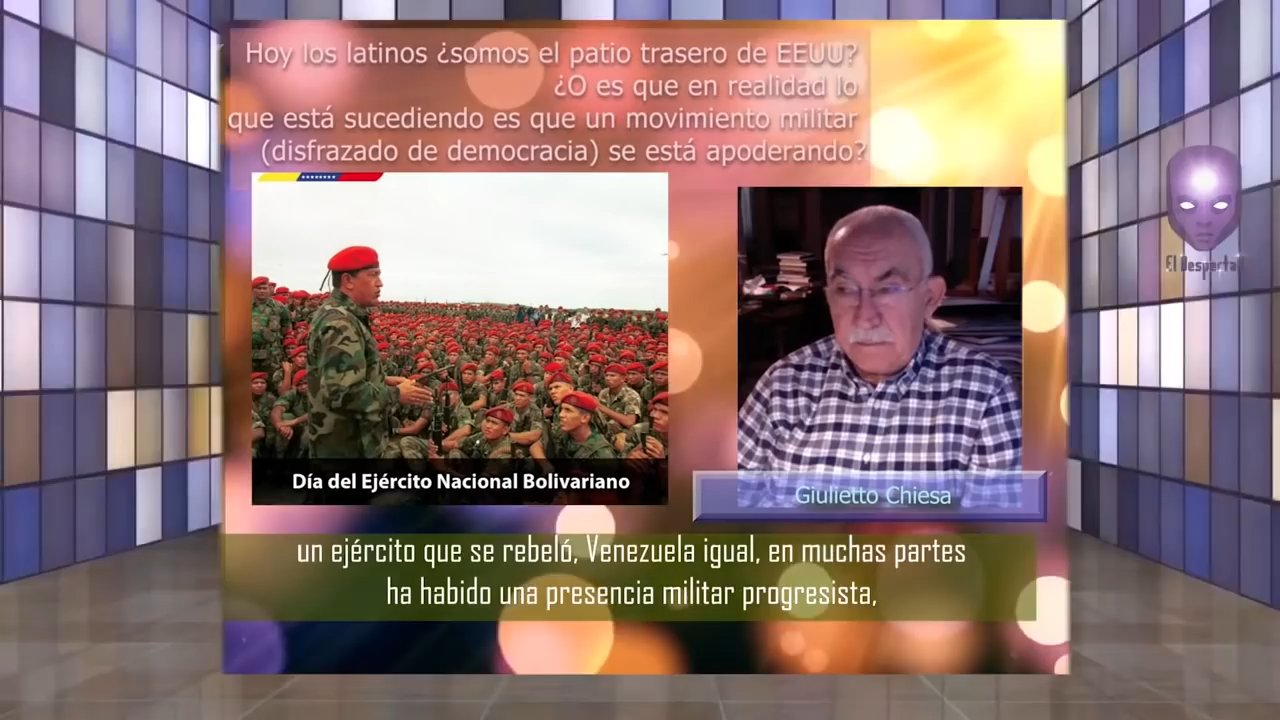 Hoy los latinos ¿somos el patio trasero de EEUU?
¿O es que en realidad lo
que está sucediendo es que un movimiento militar
(disfrazado de democracia) se está apoderando?
El Desperta
Día del Ejército Nacional Bolivariano
Giulietto Chiesa
un ejército que se rebeló, Venezuela igual, en muchas partes
ha habido una presencia militar progresista,